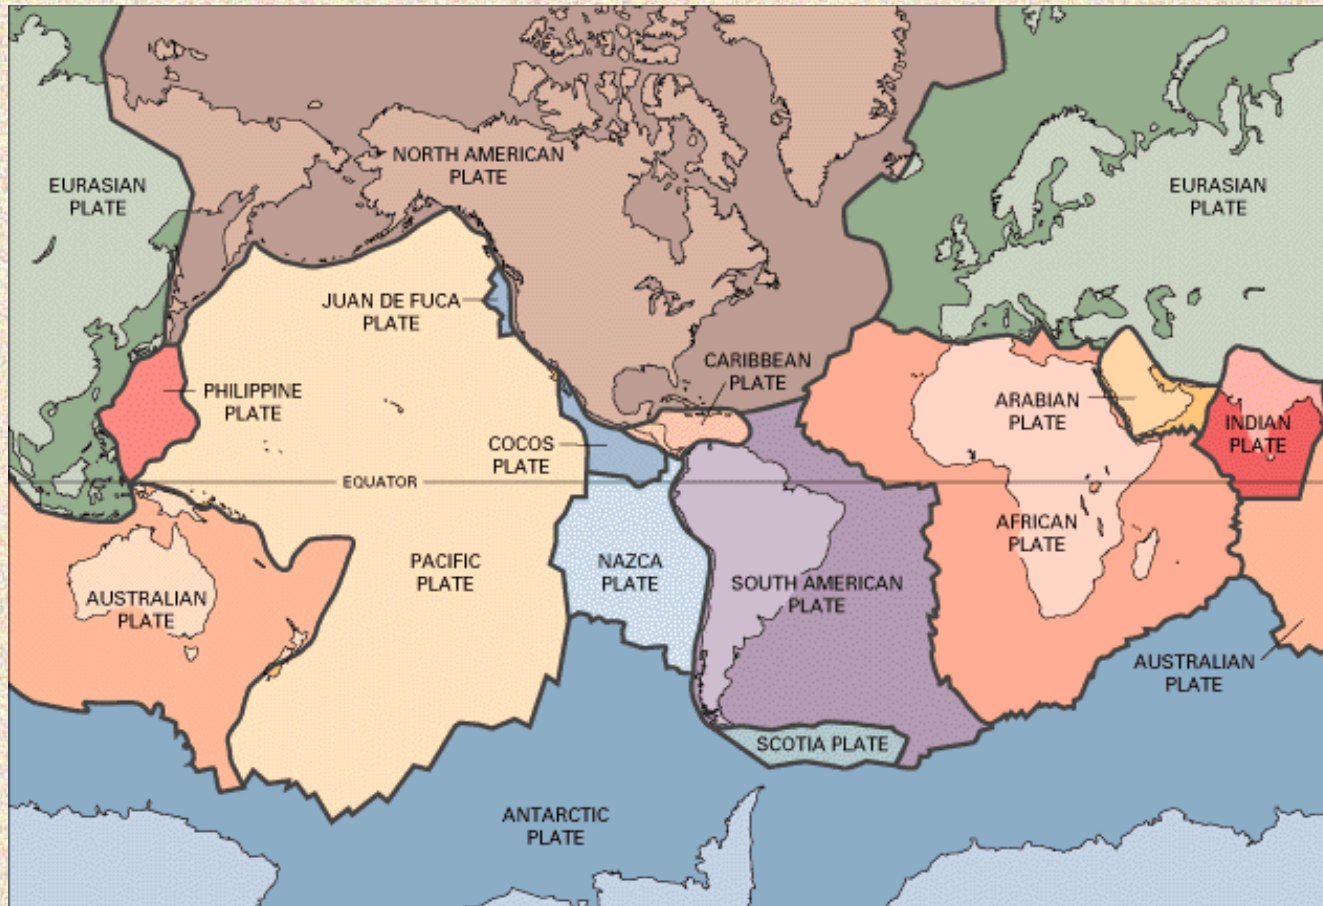 NORTH AMERICAN
PLATE
EURASIAN
PLATE
EURASIAN
PLATE
JUAN DE FUCA
PLATE
CARIBBEAN
PLATE
PHILIPPINE
PLATE
ARABIAN
PLATE
INDIAN
PLATE
COCOS
PLATE
EQUATOR
AFRICAN
PLATE
PACIFIC
PLATE
NAZCA
PLATE
SOUTH AMERICAN
PLATE
AUSTRALIAN
PLATE
AUSTRALIAN
PLATE
SCOTIA PLATE
ANTARCTIC
PLATE